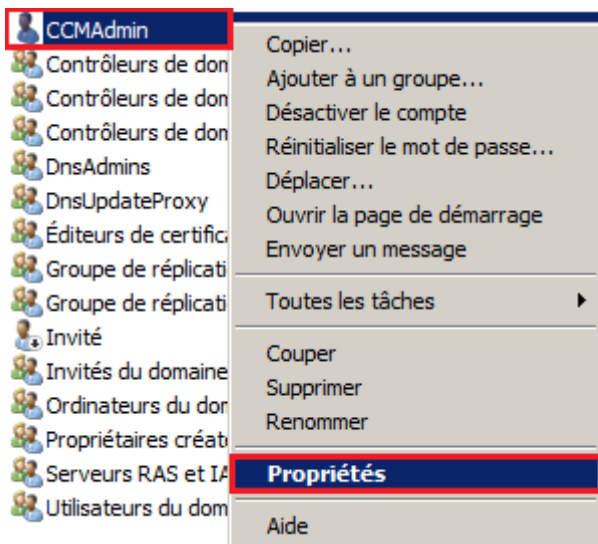 CCMAdmin
Contrôleurs de dom
Contrôleurs de dom
Contrôleurs de dom
DnsAdmins
DnsUpdateProxy
Éditeurs de certific
Groupe de réplicati
Groupe de réplicati
Invité
Invités du domaine
Ordinateurs du dom
Propriétaires créate
Serveurs RAS et IA
Utilisateurs du dom
Copier...
Ajouter à un groupe...
Désactiver le compte
Réinitialiser le mot de passe...
Déplacer...
Ouvrir la page de démarrage
Envoyer un message
Toutes les tâches
Couper
Supprimer
Renommer
Propriétés
Aide